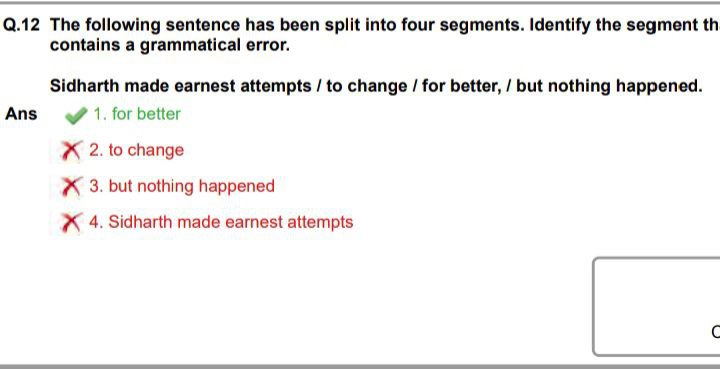 Q.12 The following sentence has been split into four segments. Identify the segment
contains a grammatical error.
Sidharth made earnest attempts / to change / for better, / but nothing happened.
Ans 1. for better
2. to change
3. but nothing happened
4. Sidharth made earnest attempts